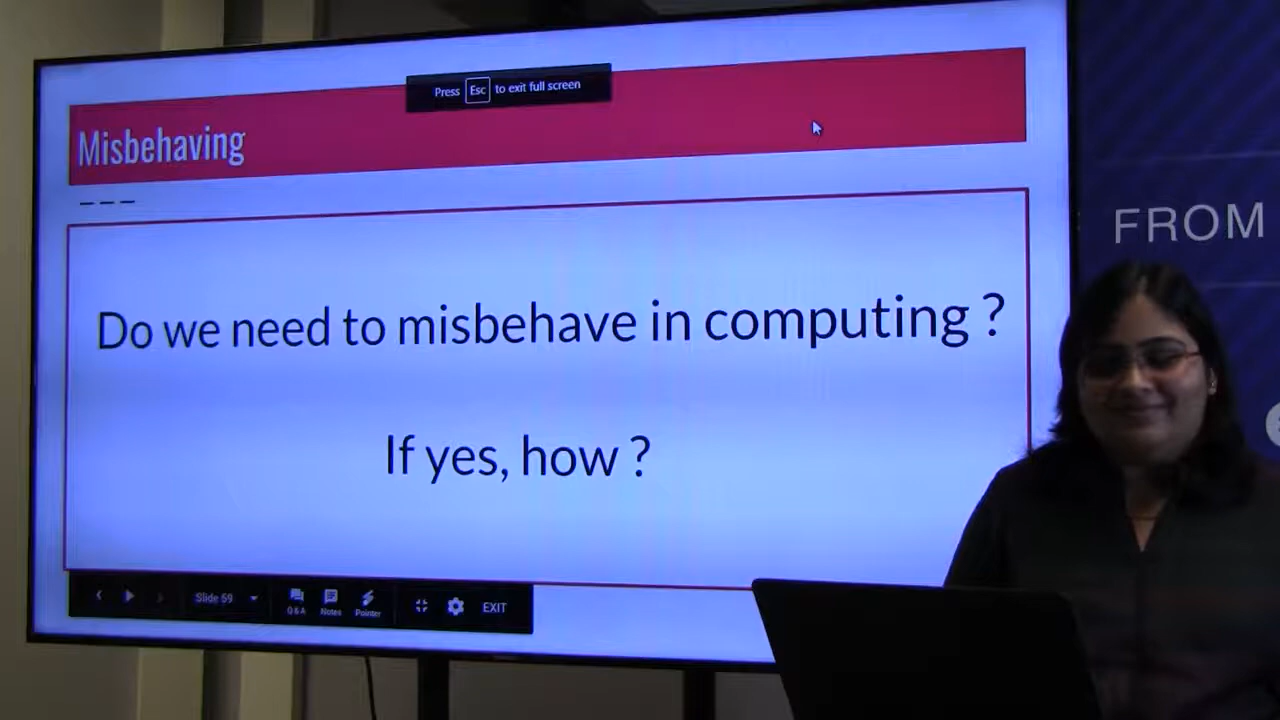 Press Esc to exit full screen
Misbehaving
Do we need to misbehave in computing ?
If yes, how ?
Slide 59
Q & A
Notes
Pointer
EXIT
FROM